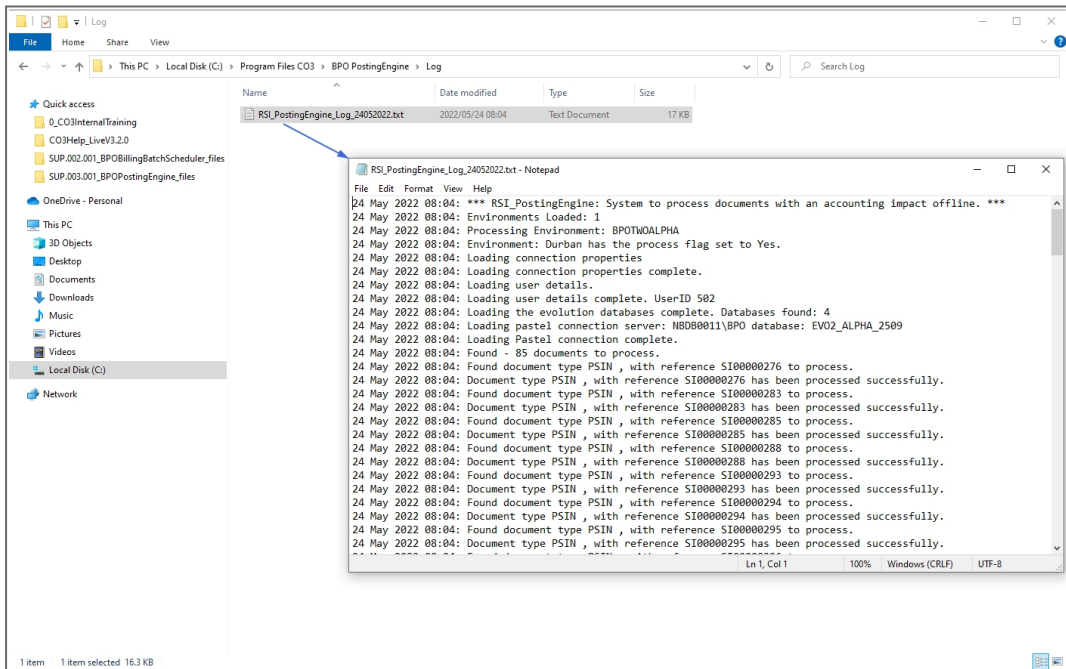 Log
File Home Share View
This PC > Local Disk (C:) > Program Files CO3 > BPO PostingEngine > Log
Search Log
Name Date modified Type Size
RSI_PostingEngine_Log_24052022.txt 2022/05/24 08:04 Text Document 17 KB
Quick access
0_CO3InternalTraining
CO3Help_LiveV3.2.0
SUP.002.001_BPOBillingBatchScheduler_files
SUP.003.001_BPOPostingEngine_files
OneDrive - Personal
This PC
3D Objects
Desktop
Documents
Downloads
Music
Pictures
Videos
Local Disk (C:)
Network
RSI_PostingEngine_Log_24052022.txt - Notepad
File Edit Format View Help
24 May 2022 08:04: *** RSI_PostingEngine: System to process documents with an accounting impact offline. ***
24 May 2022 08:04: Environments Loaded: 1
24 May 2022 08:04: Processing Environment: BPOTWOALPHA
24 May 2022 08:04: Environment: Durban has the process flag set to Yes.
24 May 2022 08:04: Loading connection properties
24 May 2022 08:04: Loading connection properties complete.
24 May 2022 08:04: Loading user details.
24 May 2022 08:04: Loading user details complete. UserID 502
24 May 2022 08:04: Loading the evolution databases complete. Databases found: 4
24 May 2022 08:04: Loading pastel connection server: NBDB0011\BPO database: EVO2_ALPHA_2509
24 May 2022 08:04: Loading Pastel connection complete.
24 May 2022 08:04: Found - 85 documents to process.
24 May 2022 08:04: Found document type PSIN , with reference SI00000276 to process.
24 May 2022 08:04: Document type PSIN , with reference SI00000276 has been processed successfully.
24 May 2022 08:04: Found document type PSIN , with reference SI00000283 to process.
24 May 2022 08:04: Document type PSIN , with reference SI00000283 has been processed successfully.
24 May 2022 08:04: Found document type PSIN , with reference SI00000285 to process.
24 May 2022 08:04: Document type PSIN , with reference SI00000285 has been processed successfully.
24 May 2022 08:04: Found document type PSIN , with reference SI00000288 to process.
24 May 2022 08:04: Document type PSIN , with reference SI00000288 has been processed successfully.
24 May 2022 08:04: Found document type PSIN , with reference SI00000293 to process.
24 May 2022 08:04: Document type PSIN , with reference SI00000293 has been processed successfully.
24 May 2022 08:04: Found document type PSIN , with reference SI00000294 to process.
24 May 2022 08:04: Document type PSIN , with reference SI00000294 has been processed successfully.
24 May 2022 08:04: Found document type PSIN , with reference SI00000295 to process.
24 May 2022 08:04: Document type PSIN , with reference SI00000295 has been processed successfully.
Ln 1, Col 1 100% Windows (CRLF) UTF-8
1 item 1 item selected 16.3 KB